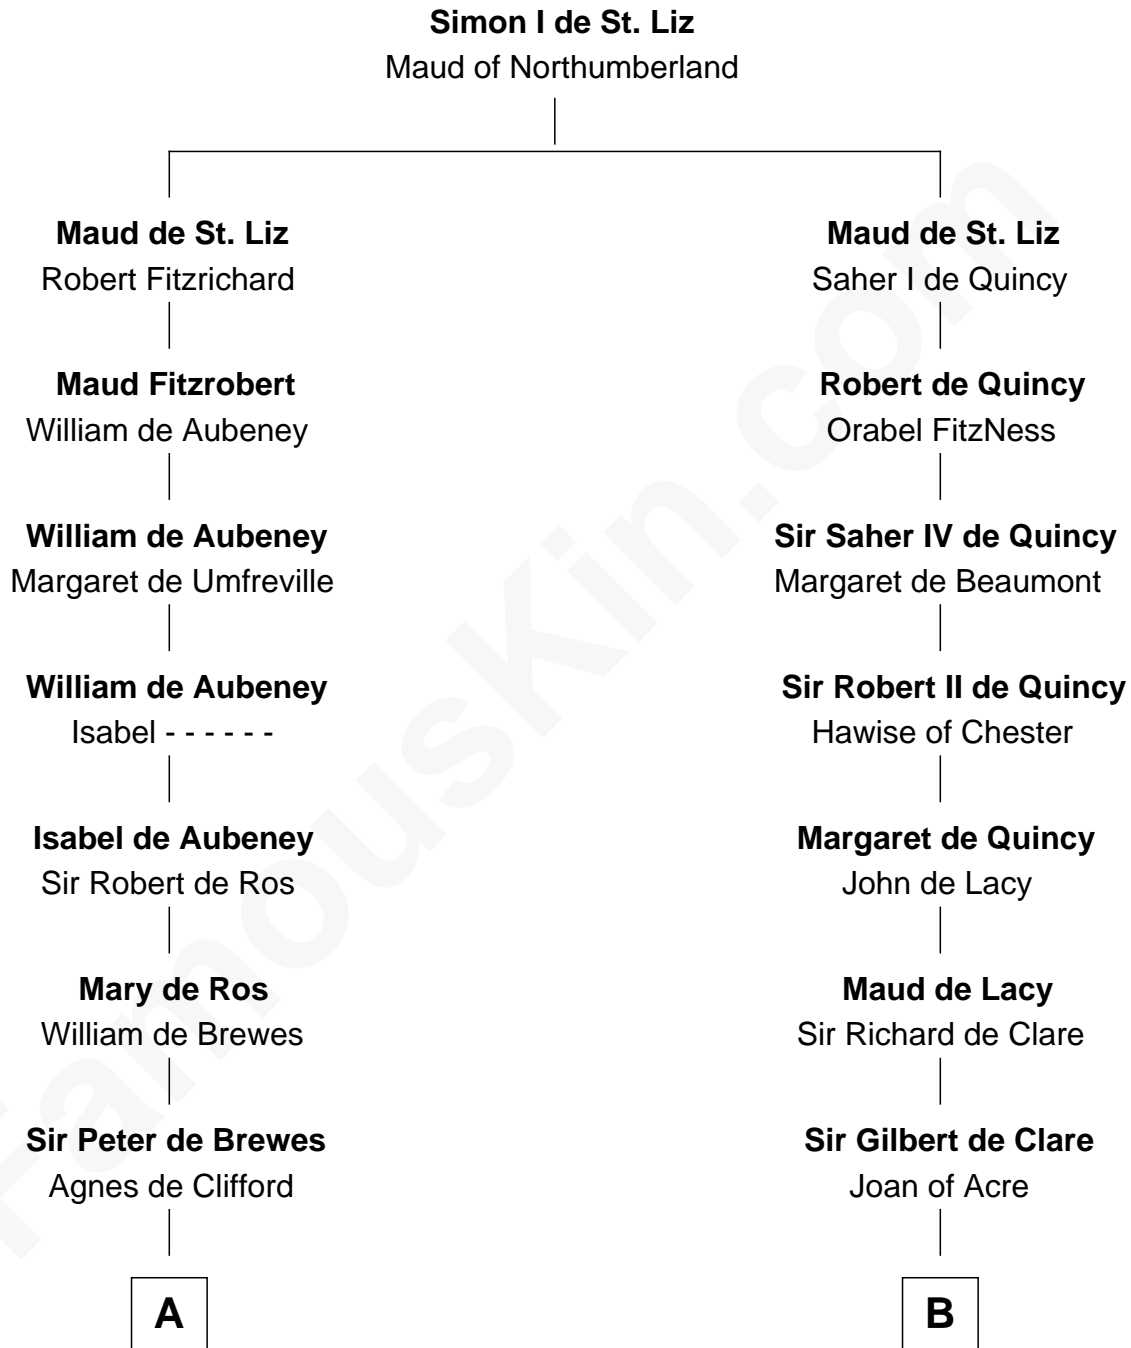 Simon I de St. Liz
Maud of Northumberland
Maud de St. Liz
Robert Fitzrichard
Maud Fitzrobert
William de Aubeney
William de Aubeney
Margaret de Umfreville
William de Aubeney
Isabel - - - - - -
Isabel de Aubeney
Sir Robert de Ros
Mary de Ros
William de Brewes
Sir Peter de Brewes
Agnes de Clifford
A
Maud de St. Liz
Saher I de Quincy
Robert de Quincy
Orabel FitzNess
Sir Saher IV de Quincy
Margaret de Beaumont
Sir Robert II de Quincy
Hawise of Chester
Margaret de Quincy
John de Lacy
Maud de Lacy
Sir Richard de Clare
Sir Gilbert de Clare
Joan of Acre
B
FamousKin.com